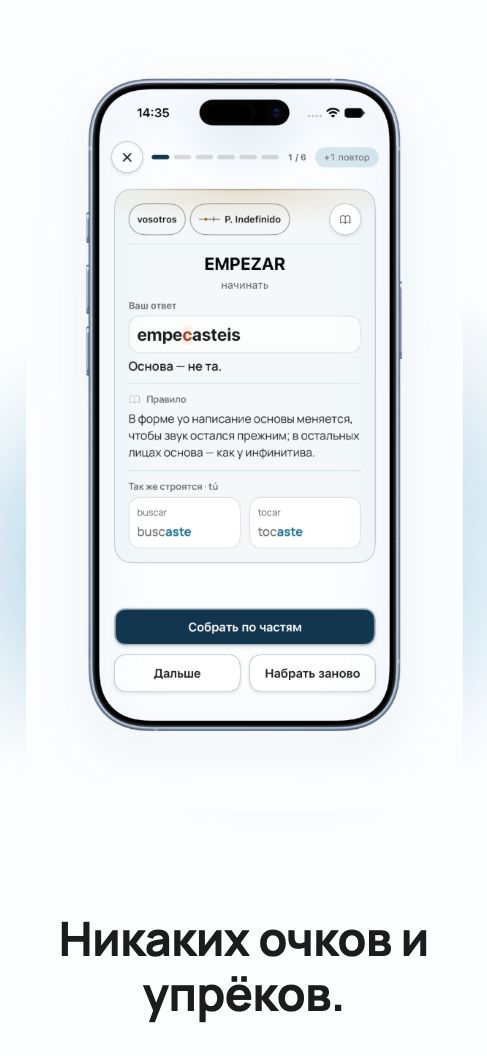 14:35
1 / 6
+1 повтор
vosotros
P. Indefinido
EMPEZAR
начинать
Ваш ответ
empecasteis
Основа — не та.
Правило
В форме yo написание основы меняется,
чтобы звук остался прежним; в остальных
лицах основа — как у инфинитива.
Так же строятся · tú
buscar
tocar
buscaste
tocaste
Собрать по частям
Дальше
Набрать заново
Никаких очков и
упрёков.